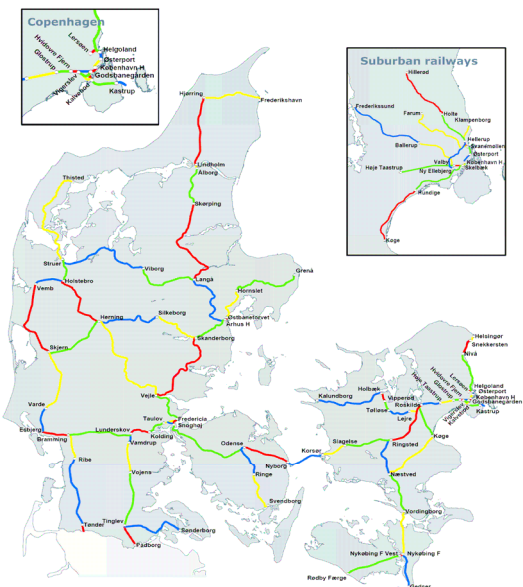 Copenhagen
Lersøen
Helgoland
Østerport
Hvidovre Fjern
København H
Glostrup
Godsbanegården
Vigerslev
Kalvebod
Kastrup
Suburban railways
Hillerød
Frederikssund
Farum
Holte
Klampenborg
Hellerup
Ballerup
Svanemøllen
Østerport
Valby
København H
Høje Taastrup
Ny Ellebjerg
Skelbæk
Hundige
Køge
Hjørring
Frederikshavn
Lindholm
Ålborg
Thisted
Skørping
Struer
Viborg
Langå
Grenå
Holstebro
Vemb
Hornslet
Herning
Silkeborg
Østbanetorvet
Århus H
Skanderborg
Skjern
Vejle
Varde
Taulov
Fredericia
Snoghøj
Esbjerg
Bramming
Lunderskov
Kolding
Vamdrup
Odense
Nyborg
Korsør
Ribe
Vojens
Ringe
Svendborg
Tønder
Tinglev
Sønderborg
Padborg
Helsingør
Snekkersten
Nivå
Lersøen
Helgoland
Østerport
Hvidovre Fjern
København H
Glostrup
Godsbanegården
Høje Taastrup
Vigerslev
Kalvebod
Kastrup
Holbæk
Kalundborg
Vipperød
Roskilde
Tølløse
Lejre
Køge
Slagelse
Ringsted
Næstved
Vordingborg
Nykøbing F Vest
Nykøbing F
Rødby Færge
Gedser